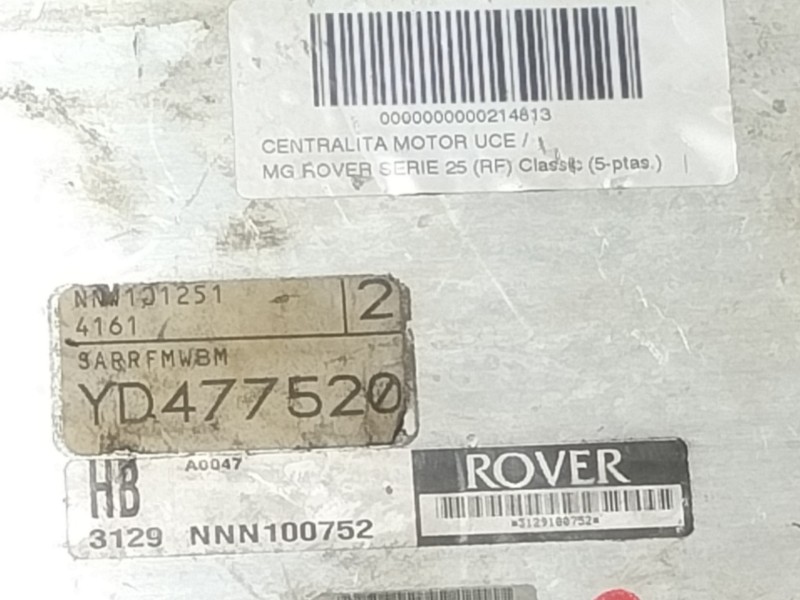 0000000000214813
CENTRALITA MOTOR UCE /
MG ROVER SERIE 25 (RF) Classic (5-ptas.)
NNW1J1251
2
4161
SARRFMWBM
YD477520
HB
A0047
3129 NNN100752
ROVER
*3129100752*